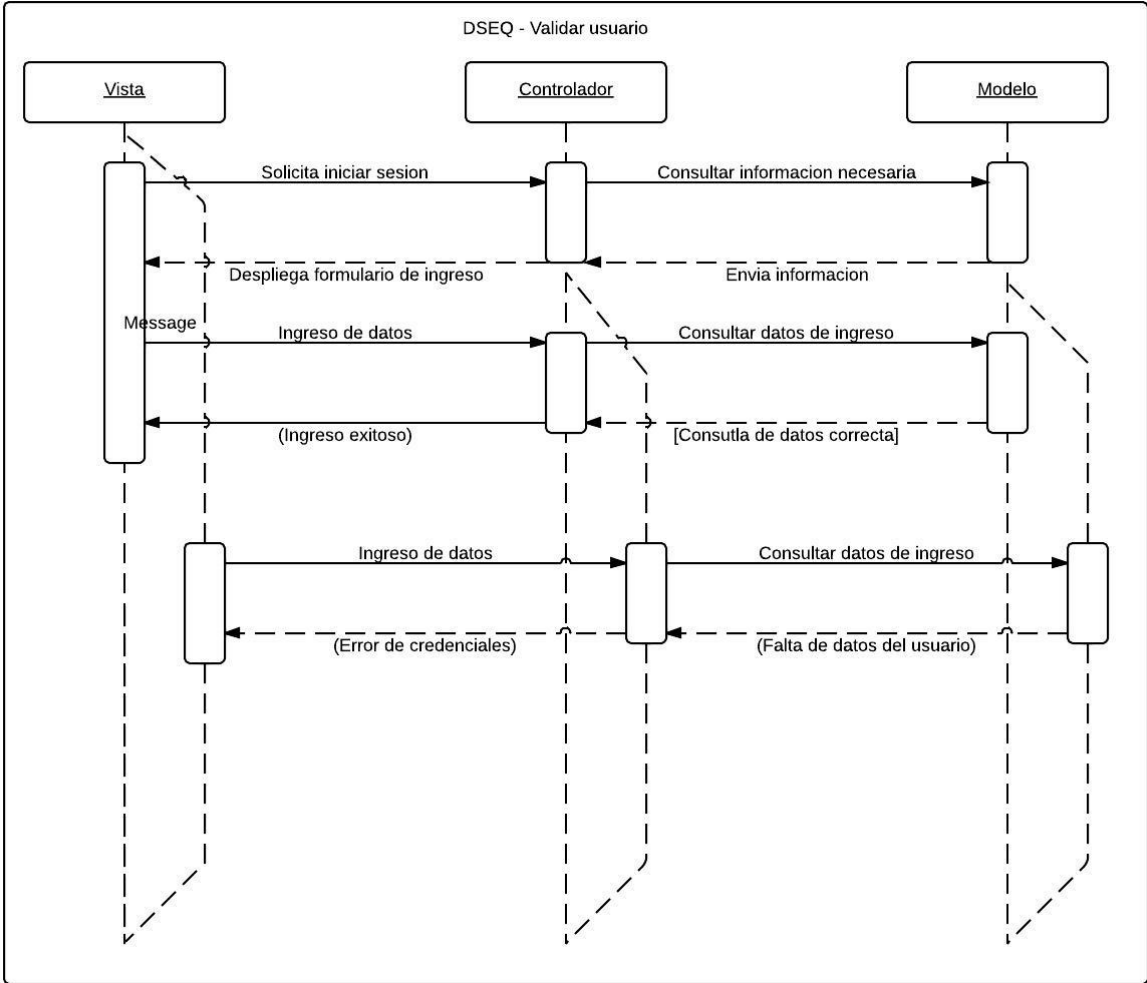 DSEQ - Validar usuario
Vista
Controlador
Modelo
Solicita iniciar sesion
Consultar informacion necesaria
Despliega formulario de ingreso
Envia informacion
Message
Ingreso de datos
Consultar datos de ingreso
(Ingreso exitoso)
[Consutla de datos correcta]
Ingreso de datos
Consultar datos de ingreso
(Error de credenciales)
(Falta de datos del usuario)